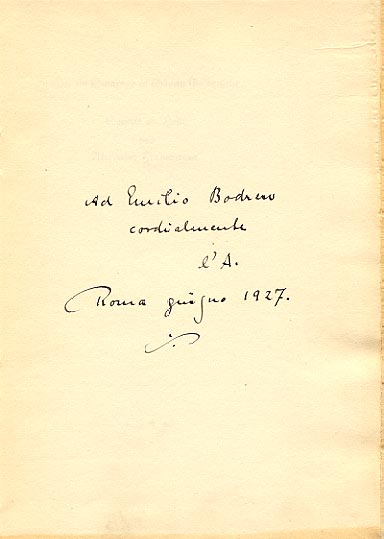 Ad Emilio Bodrero
cordialmente
l'A.
Roma giugno 1927.